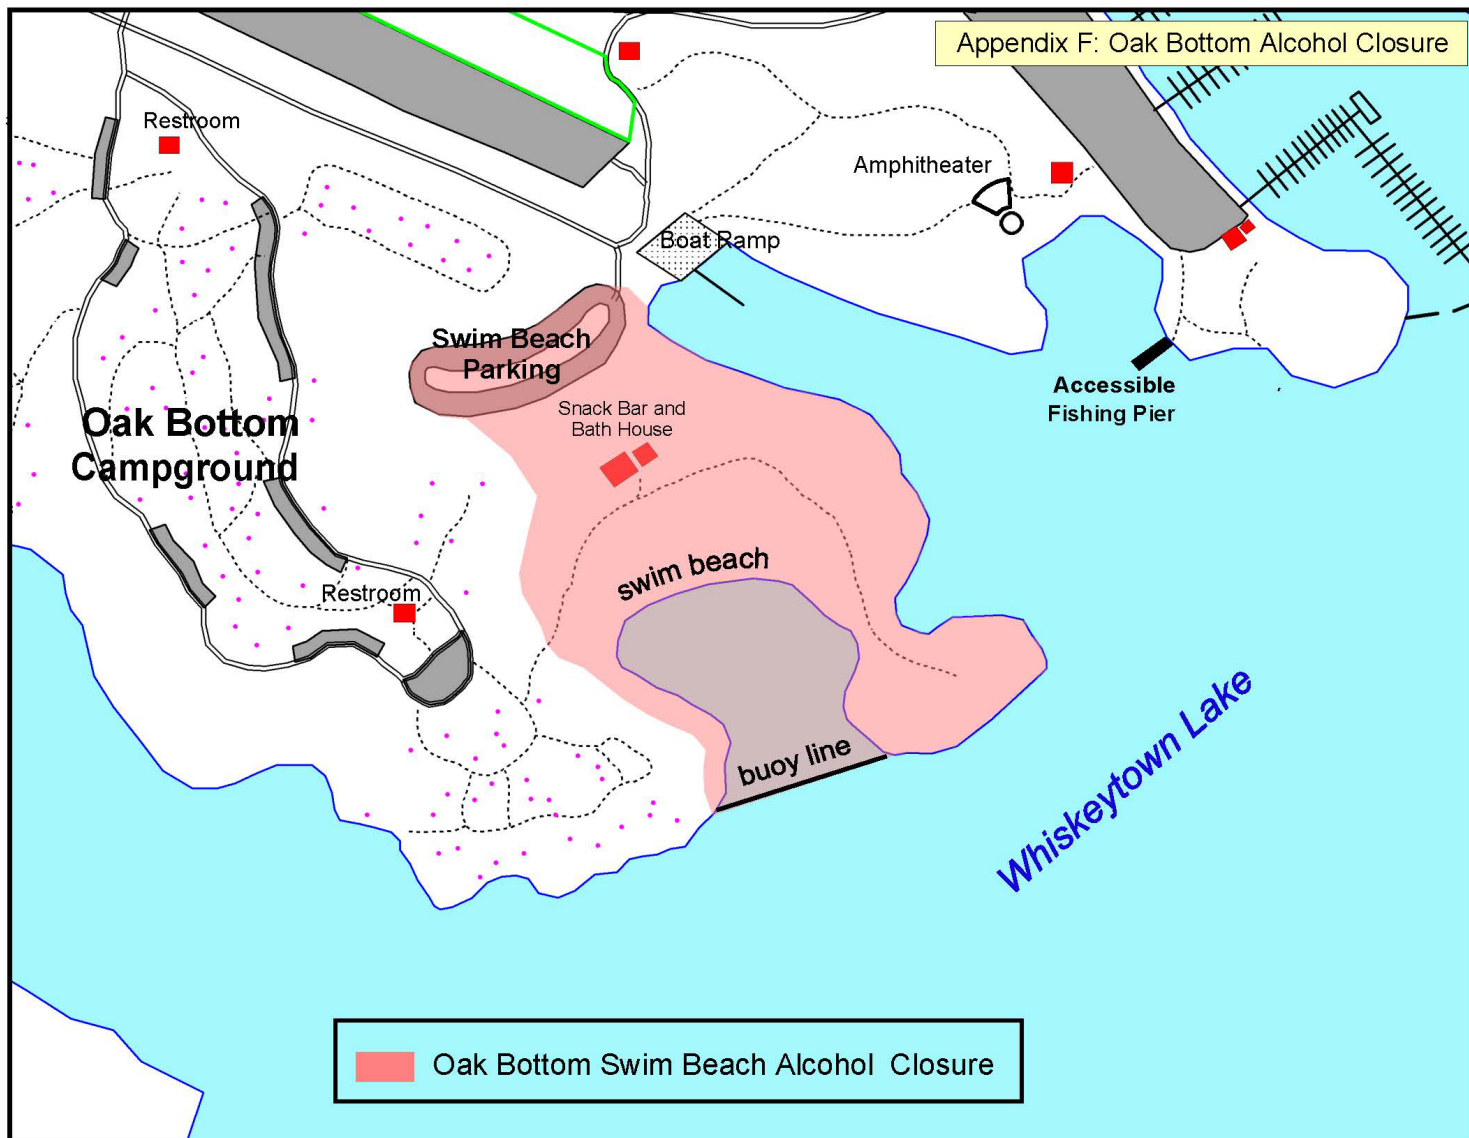 Appendix F: Oak Bottom Alcohol Closure
Restroom
Amphitheater
Boat Ramp
Swim Beach
Parking
Accessible
Fishing Pier
Snack Bar and
Bath House
Oak Bottom
Campground
swim beach
Restroom
buoy line
Whiskeytown Lake
Oak Bottom Swim Beach Alcohol Closure